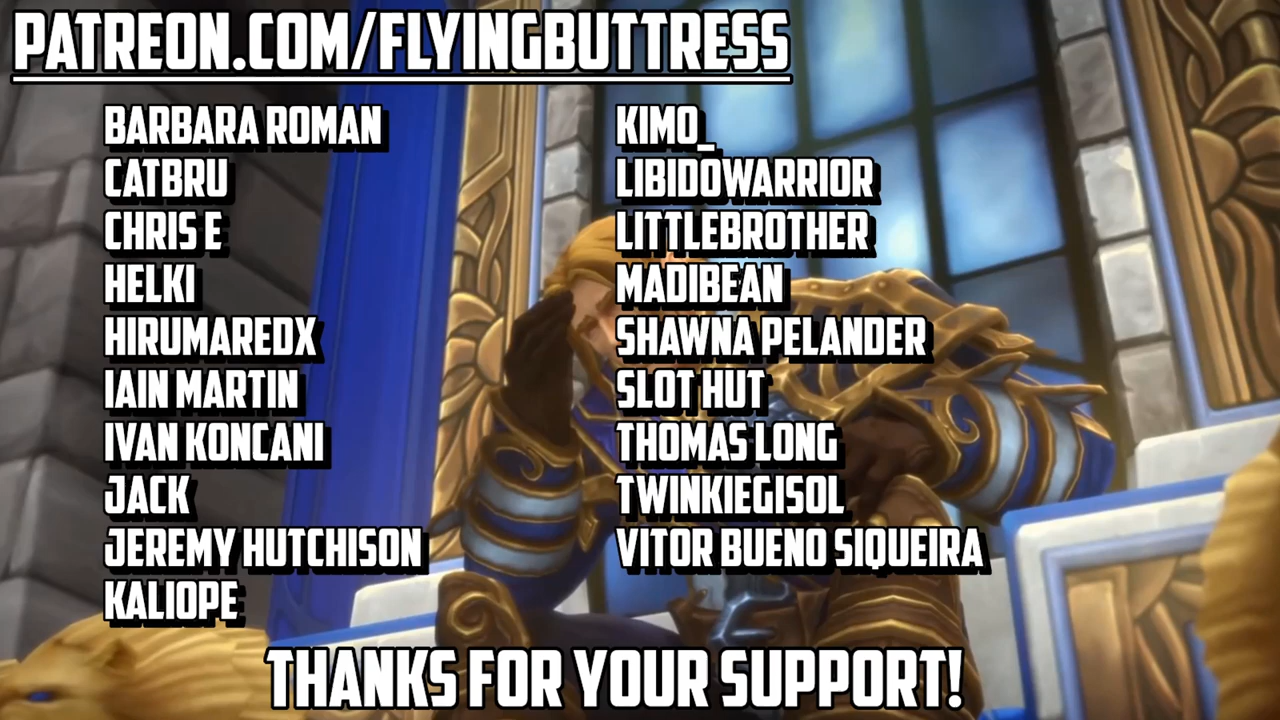 PATREON.COM/FLYINGBUTTRESS
BARBARA ROMAN
CATBRU
CHRIS E
HELKI
HIRUMAREDX
IAIN MARTIN
IVAN KONCANI
JACK
JEREMY HUTCHISON
KALIOPE
KIMO_
LIBIDOWARRIOR
LITTLEBROTHER
MADIBEAN
SHAWNA PELANDER
SLOT HUT
THOMAS LONG
TWINKIEGISOL
VITOR BUENO SIQUEIRA
THANKS FOR YOUR SUPPORT!